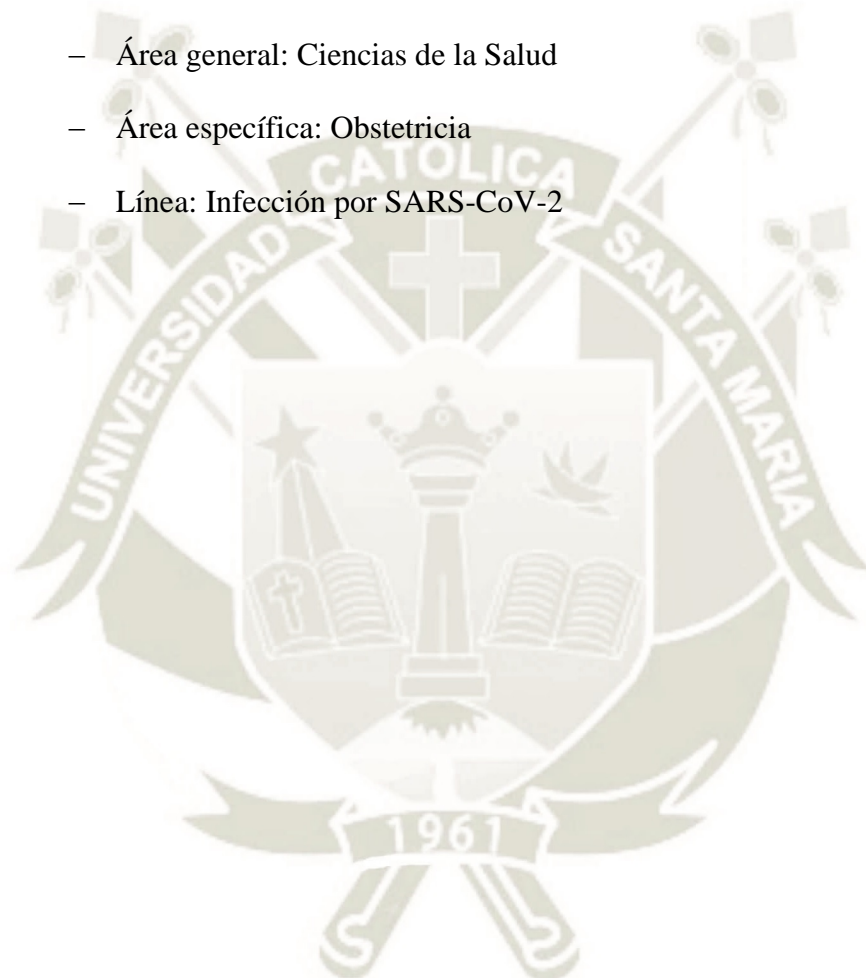 – Área general: Ciencias de la Salud
– Área específica: Obstetricia
– Línea: Infección por SARS-CoV-2
UNIVERSIDAD CATOLICA SANTA MARIA
1961